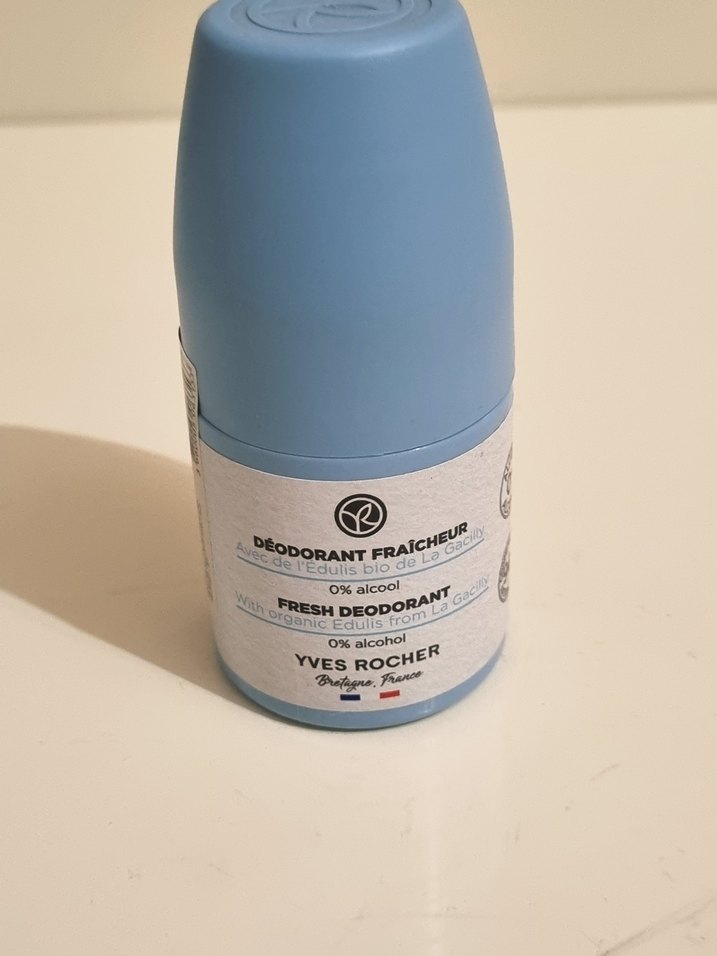 DÉODORANT FRAÎCHEUR
Avec de l'Edulis bio de La Gacilly
0% alcool
FRESH DEODORANT
With organic Edulis from La Gacilly
0% alcohol
YVES ROCHER
Bretagne, France